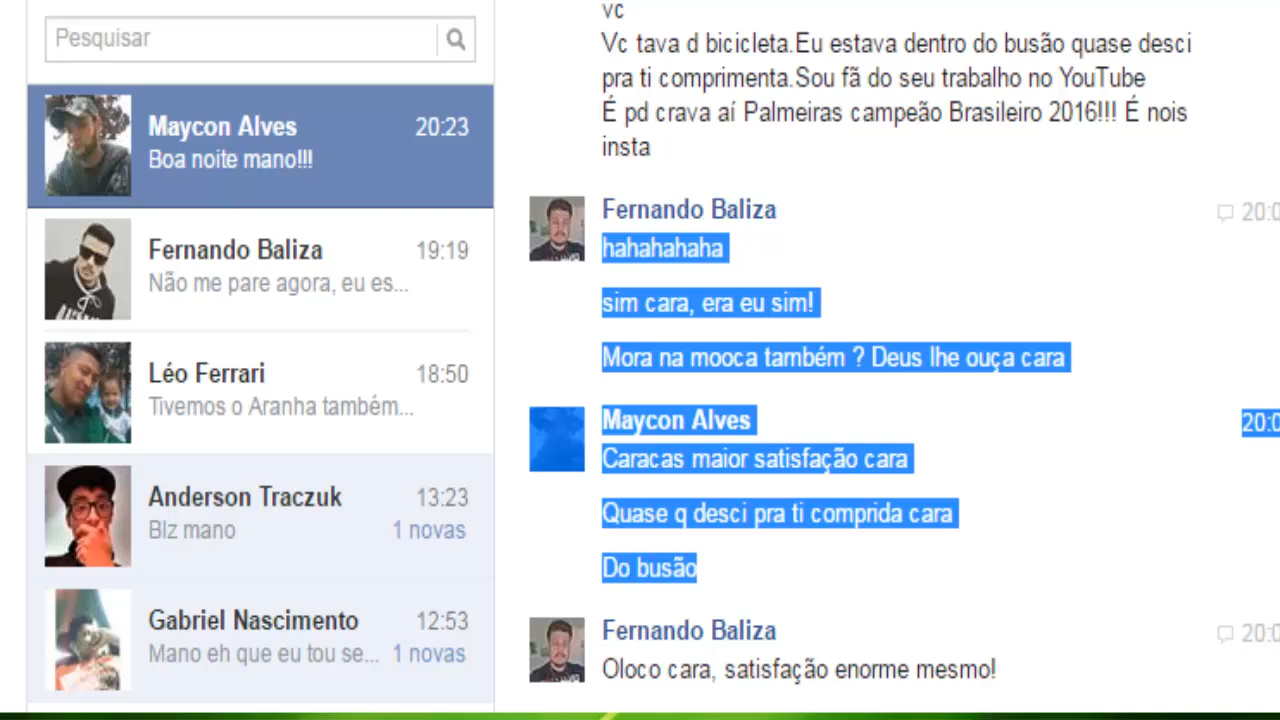 Pesquisar
Maycon Alves 20:23
Boa noite mano!!!
Fernando Baliza 19:19
Não me pare agora, eu es...
Léo Ferrari 18:50
Tivemos o Aranha também...
Anderson Traczuk 13:23
Blz mano 1 novas
Gabriel Nascimento 12:53
Mano eh que eu tou se... 1 novas
vc
Vc tava d bicicleta.Eu estava dentro do busão quase desci
pra ti comprimenta.Sou fã do seu trabalho no YouTube
É pd crava aí Palmeiras campeão Brasileiro 2016!!! É nois
insta
Fernando Baliza
hahahahaha
sim cara, era eu sim!
Mora na mooca também ? Deus lhe ouça cara
Maycon Alves
Caracas maior satisfação cara
Quase q desci pra ti comprida cara
Do busão
Fernando Baliza
Oloco cara, satisfação enorme mesmo!